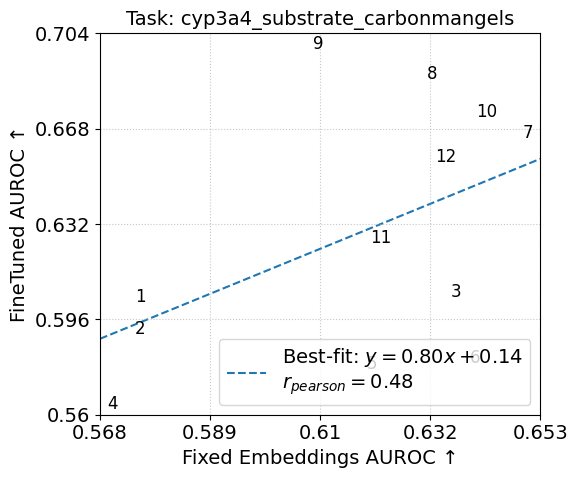 Task: cyp3a4_substrate_carbonmangels
FineTuned AUROC ↑
0.704
0.668
0.632
0.596
0.56
9
8
10
7
12
11
3
1
2
5
6
4
Best-fit: y = 0.80x + 0.14
r_pearson = 0.48
0.568 0.589 0.61 0.632 0.653
Fixed Embeddings AUROC ↑